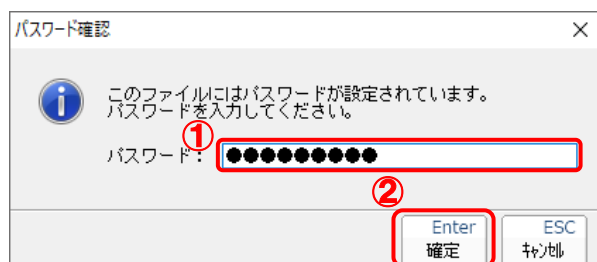 パスワード確認
このファイルにはパスワードが設定されています。
パスワードを入力してください。
①
パスワード： ●●●●●●●●●
②
Enter
確定
ESC
ｷｬﾝｾﾙ